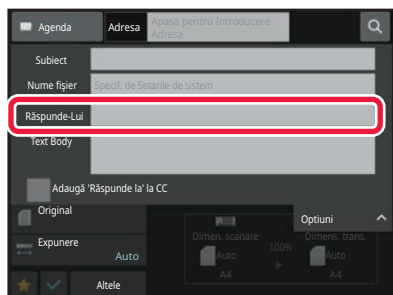 Agenda Adresa Apasa pentru Introducere
Adresa
Subiect
Nume fișier Specif. de Setarile de sistem
Răspunde-Lui
Text Body
Adaugă 'Răspunde la' la CC
Original
Optiuni
Dimen. scanare 100% Dimens. trans.
Expunere
Auto Auto Auto
A4 A4
Altele